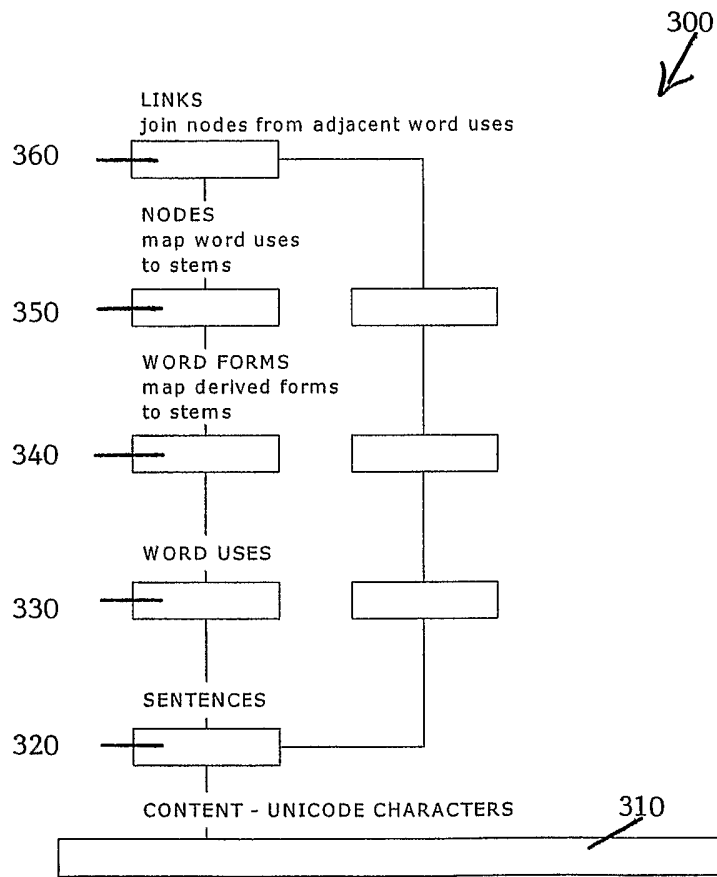 300
LINKS
join nodes from adjacent word uses
360
NODES
map word uses
to stems
350
WORD FORMS
map derived forms
to stems
340
WORD USES
330
SENTENCES
320
CONTENT - UNICODE CHARACTERS
310